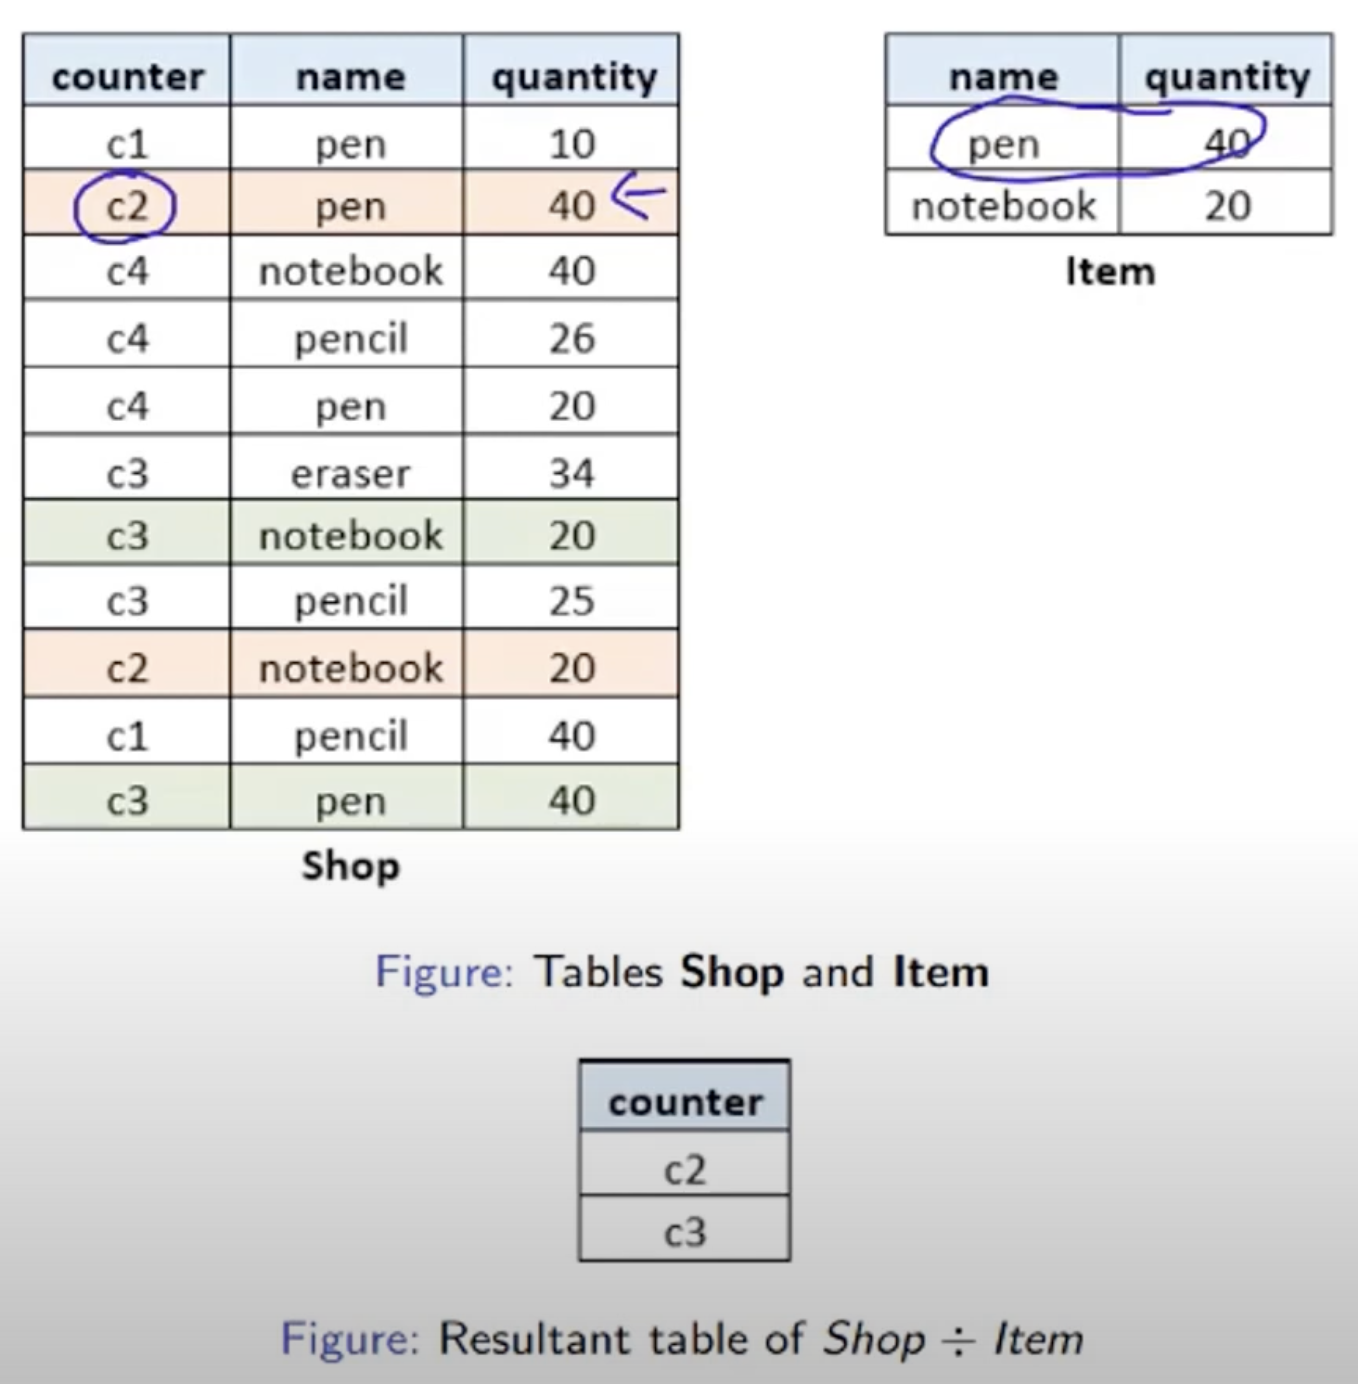 counter name quantity
c1 pen 10
c2 pen 40
c4 notebook 40
c4 pencil 26
c4 pen 20
c3 eraser 34
c3 notebook 20
c3 pencil 25
c2 notebook 20
c1 pencil 40
c3 pen 40
Shop
name quantity
pen 40
notebook 20
Item
Figure: Tables Shop and Item
counter
c2
c3
Figure: Resultant table of Shop ÷ Item